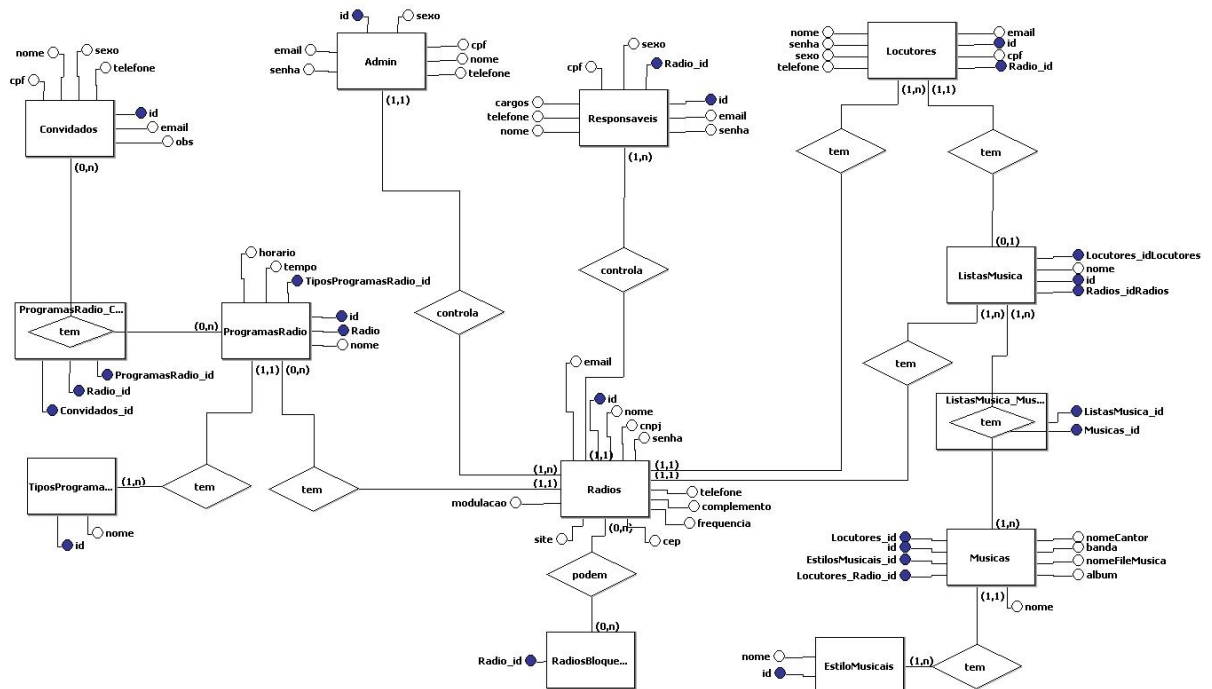 nome
sexo
cpf
telefone
Convidados
id
email
obs
(0,n)
id
sexo
email
senha
Admin
cpf
nome
telefone
(1,1)
sexo
cpf
Radio_id
cargos
telefone
nome
Responsaveis
id
email
senha
(1,n)
nome
senha
sexo
telefone
Locutores
email
id
cpf
Radio_id
(1,n)
(1,1)
tem
tem
(0,1)
ListasMusica
Locutores_idLocutores
nome
id
Radios_idRadios
(1,n)
(1,n)
horario
tempo
TiposProgramasRadio_id
ProgramasRadio_C...
tem
(0,n)
ProgramasRadio
id
Radio
nome
(1,1)
(0,n)
ProgramasRadio_id
Radio_id
Convidados_id
controla
controla
tem
ListasMusica_Mus...
tem
ListasMusica_id
Musicas_id
TiposPrograma...
(1,n)
tem
tem
nome
id
email
id
nome
cnpj
senha
(1,1)
(1,n)
(1,1)
Radios
(1,1)
(1,1)
modulacao
telefone
complemento
frequencia
site
(0,n)
cep
podem
(0,n)
Radio_id
RadiosBloque...
(1,n)
Locutores_id
id
EstilosMusicais_id
Locutores_Radio_id
Musicas
nomeCantor
banda
nomeFileMusica
album
(1,1)
nome
nome
id
EstiloMusicais
(1,n)
tem